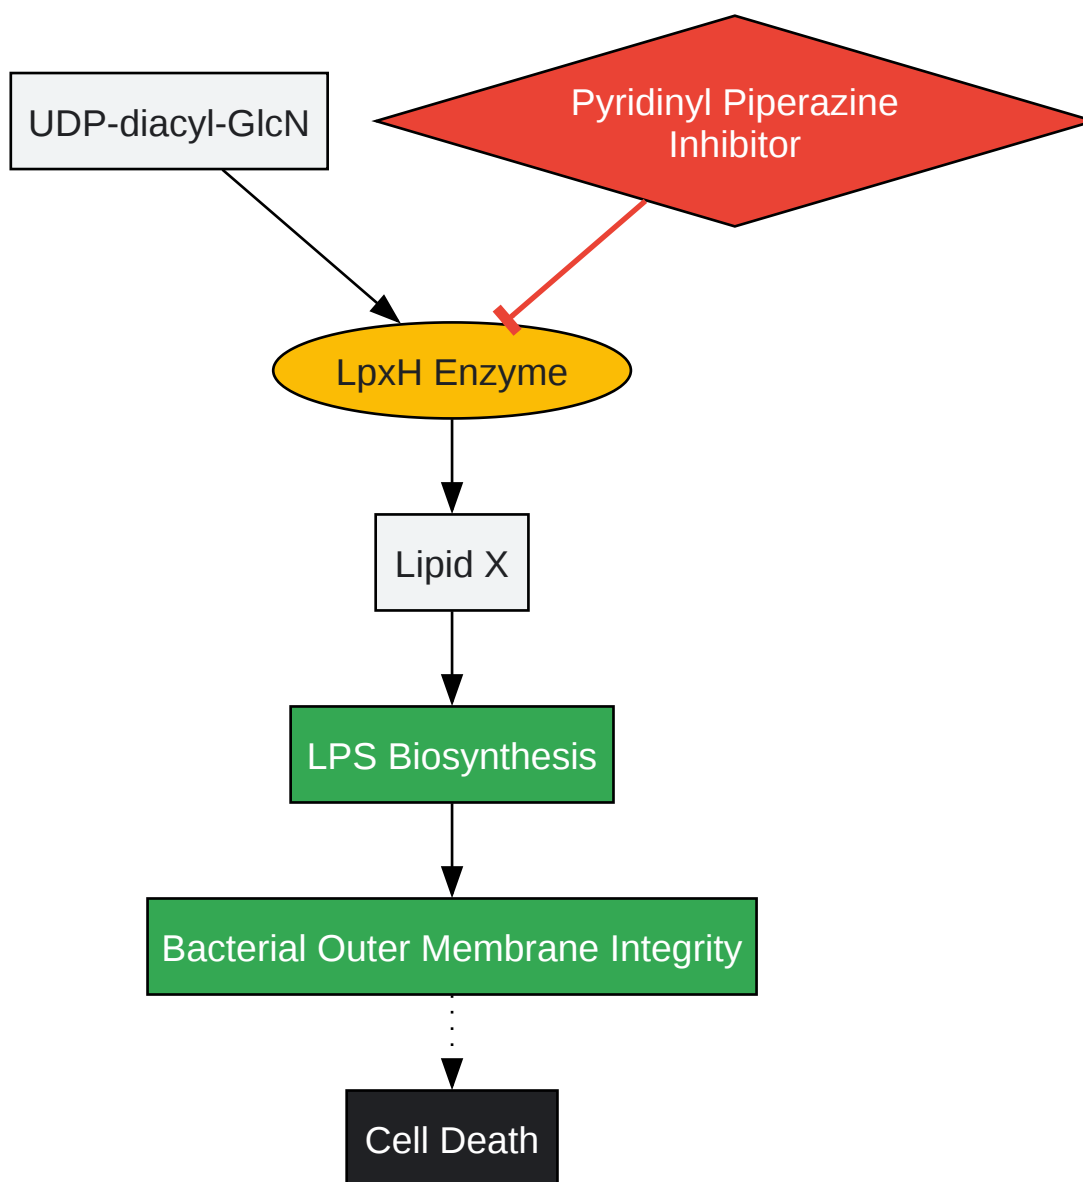 UDP-diacyl-GlcN
Pyridinyl Piperazine
Inhibitor
LpxH Enzyme
Lipid X
LPS Biosynthesis
Bacterial Outer Membrane Integrity
Cell Death